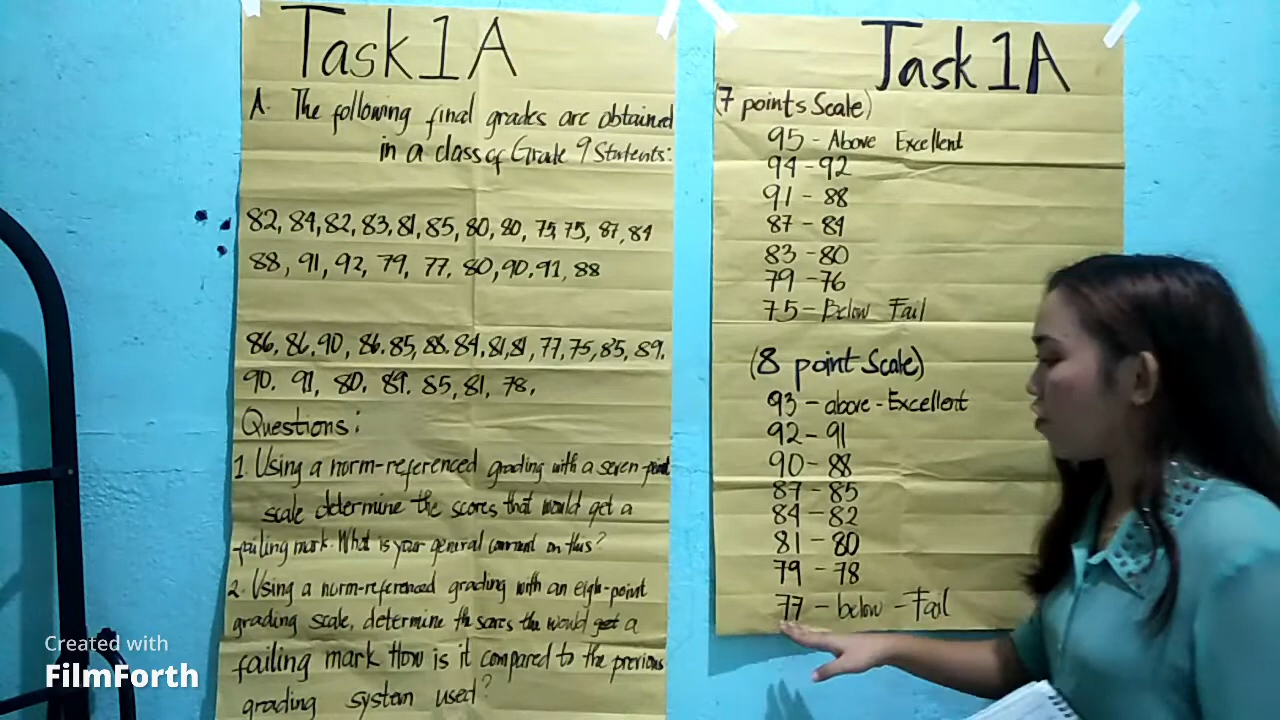 Task 1A
A. The following final grades are obtained
in a class of Grade 9 Students:
82, 84, 82, 83, 81, 85, 80, 80, 75, 75, 87, 84
88, 91, 92, 79, 77. 80, 90, 91, 88
86, 86, 90, 86. 85, 88. 84, 81, 81, 77, 75, 85, 89.
90. 91, 80. 89. 85, 81, 78,
Questions:
1. Using a norm-referenced grading with a seven-point
scale determine the scores that would get a
failing mark. What is your general comment on this?
2. Using a norm-referenced grading with an eigh-point
grading scale, determine the scores the would get a
failing mark How is it compared to the previous
grading system used?
Task 1A
(7 points Scale)
95 - Above Excellent
94 - 92
91 - 88
87 - 84
83 - 80
79 - 76
75 - Below Fail
(8 point Scale)
93 - above - Excellent
92 - 91
90 - 88
87 - 85
84 - 82
81 - 80
79 - 78
77 - below - Fail
Created with
FilmForth